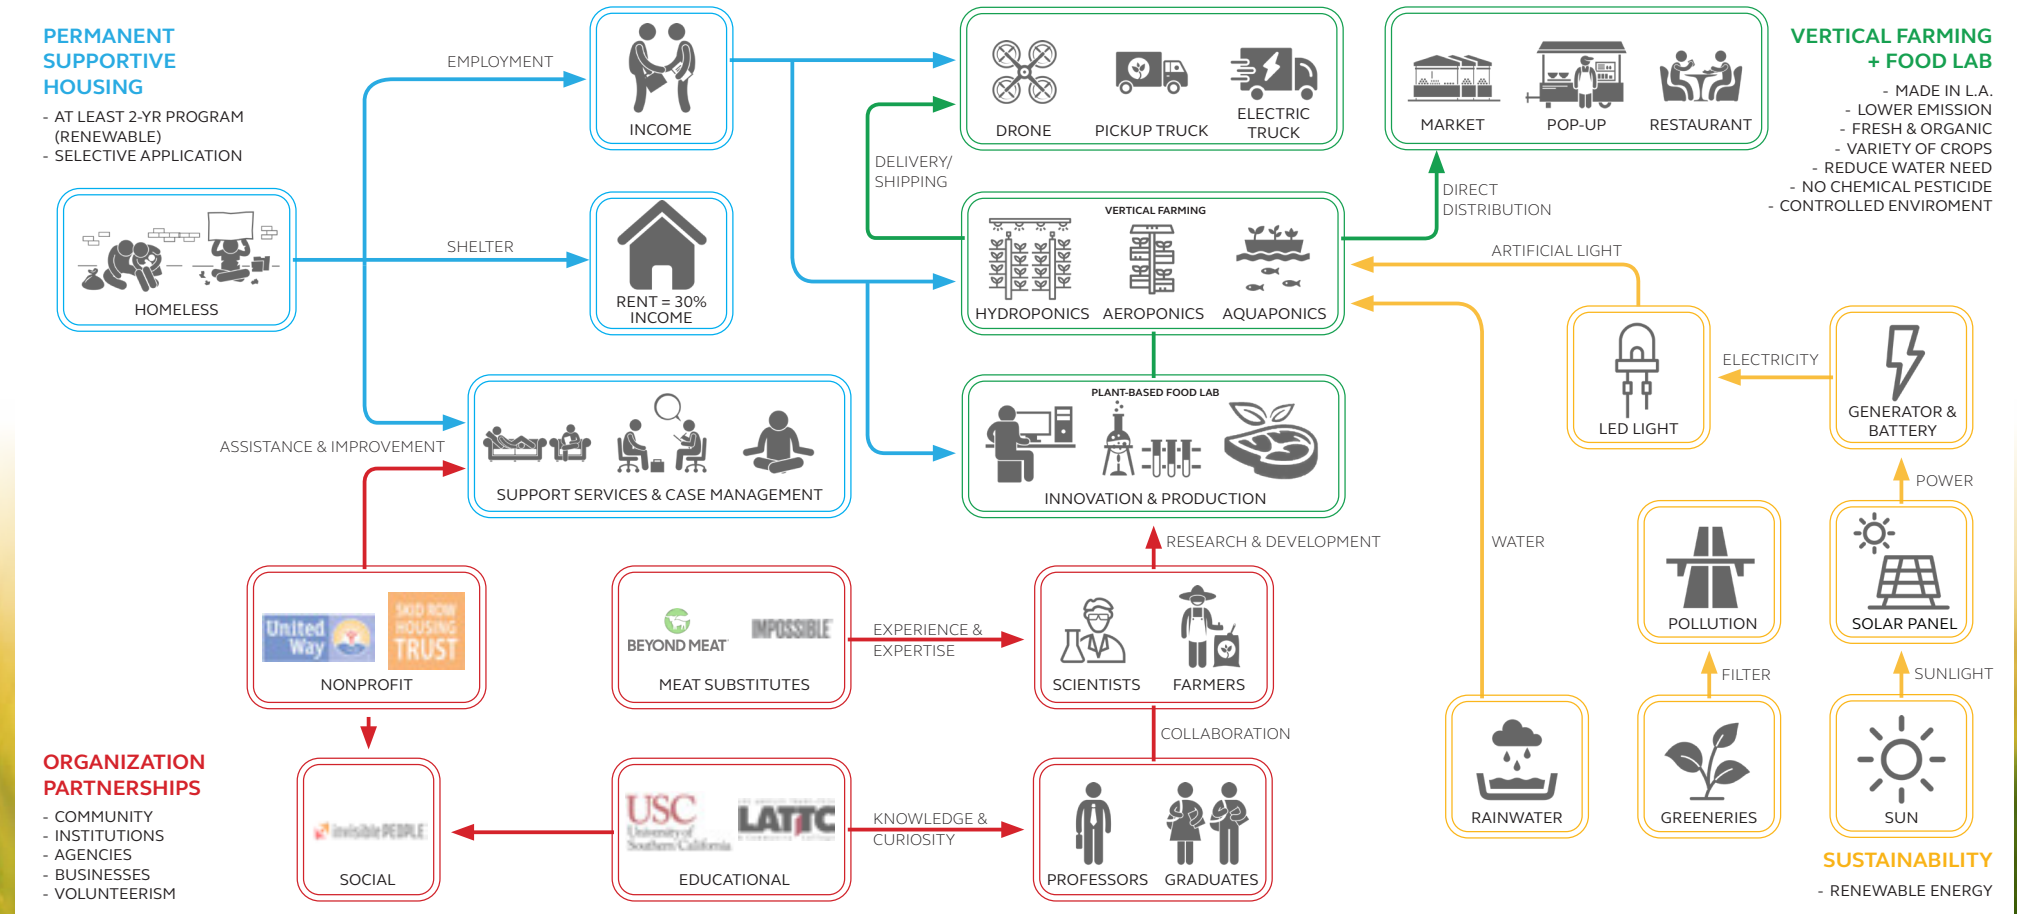 PERMANENT
SUPPORTIVE
HOUSING
- AT LEAST 2-YR PROGRAM
(RENEWABLE)
- SELECTIVE APPLICATION
HOMELESS
EMPLOYMENT
SHELTER
ASSISTANCE & IMPROVEMENT
INCOME
RENT = 30%
INCOME
SUPPORT SERVICES & CASE MANAGEMENT
DRONE
PICKUP TRUCK
ELECTRIC
TRUCK
DELIVERY/
SHIPPING
VERTICAL FARMING
HYDROPONICS
AEROPONICS
AQUAPONICS
PLANT-BASED FOOD LAB
INNOVATION & PRODUCTION
MARKET
POP-UP
RESTAURANT
DIRECT
DISTRIBUTION
VERTICAL FARMING
+ FOOD LAB
- MADE IN L.A.
- LOWER EMISSION
- FRESH & ORGANIC
- VARIETY OF CROPS
- REDUCE WATER NEED
- NO CHEMICAL PESTICIDE
- CONTROLLED ENVIROMENT
ARTIFICIAL LIGHT
LED LIGHT
ELECTRICITY
GENERATOR &
BATTERY
POWER
WATER
POLLUTION
SOLAR PANEL
FILTER
SUNLIGHT
RAINWATER
GREENERIES
SUN
SUSTAINABILITY
- RENEWABLE ENERGY
RESEARCH & DEVELOPMENT
United
Way
SKID ROW
HOUSING
TRUST
NONPROFIT
BEYOND MEAT
IMPOSSIBLE
MEAT SUBSTITUTES
EXPERIENCE &
EXPERTISE
SCIENTISTS
FARMERS
COLLABORATION
ORGANIZATION
PARTNERSHIPS
- COMMUNITY
- INSTITUTIONS
- AGENCIES
- BUSINESSES
- VOLUNTEERISM
invisiblePEOPLE
SOCIAL
USC
University of
Southern California
LATTC
EDUCATIONAL
KNOWLEDGE &
CURIOSITY
PROFESSORS
GRADUATES